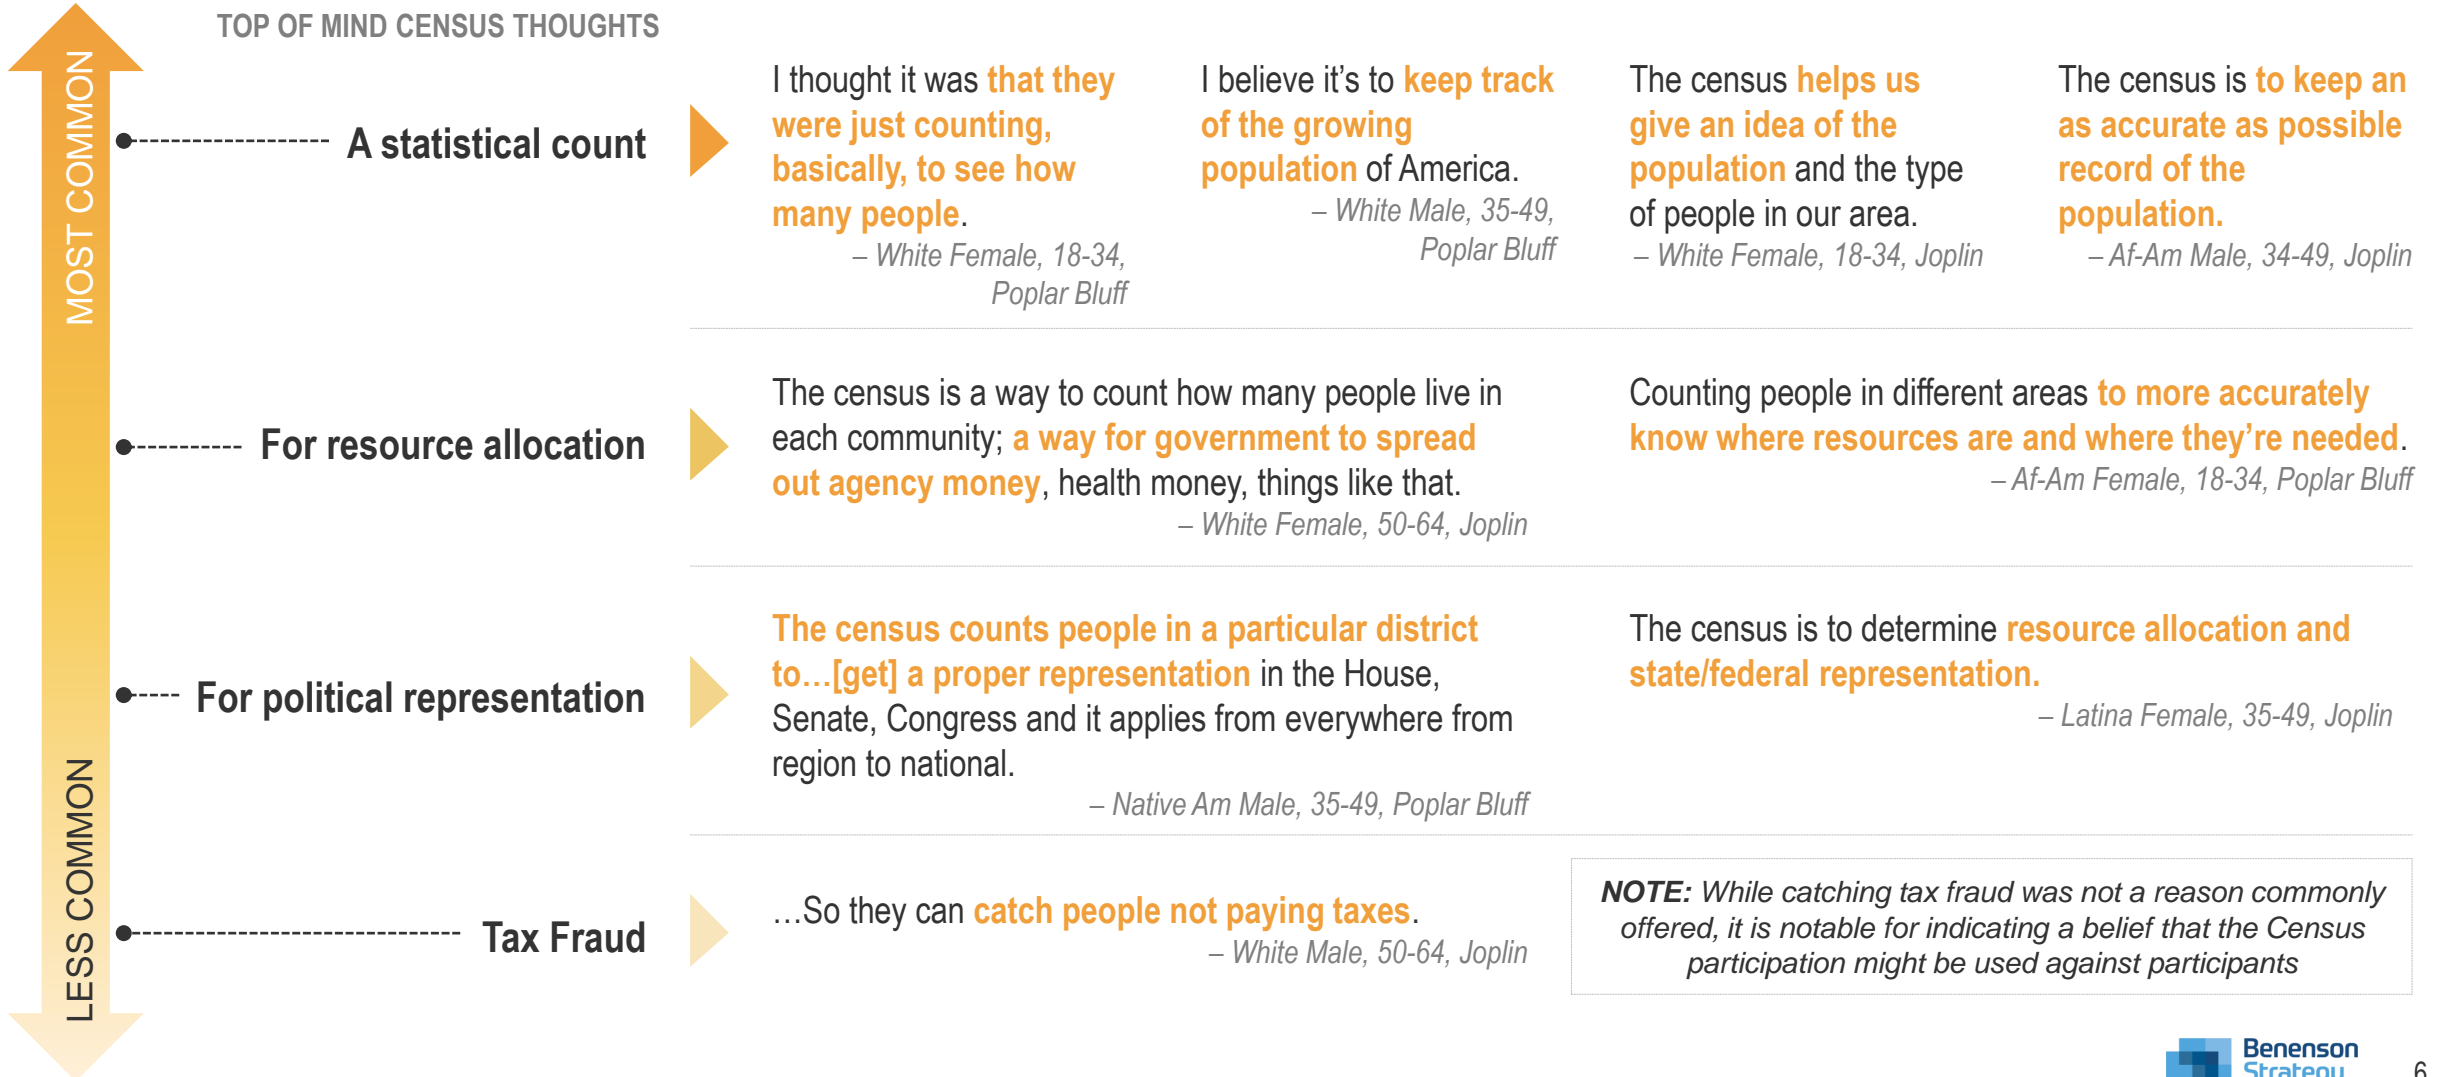 TOP OF MIND CENSUS THOUGHTS
MOST COMMON
A statistical count
I thought it was that they
were just counting,
basically, to see how
many people.
– White Female, 18-34,
Poplar Bluff
I believe it's to keep track
of the growing
population of America.
– White Male, 35-49,
Poplar Bluff
The census helps us
give an idea of the
population and the type
of people in our area.
– White Female, 18-34, Joplin
The census is to keep an
as accurate as possible
record of the
population.
– Af-Am Male, 34-49, Joplin
For resource allocation
The census is a way to count how many people live in
each community; a way for government to spread
out agency money, health money, things like that.
– White Female, 50-64, Joplin
Counting people in different areas to more accurately
know where resources are and where they're needed.
– Af-Am Female, 18-34, Poplar Bluff
For political representation
The census counts people in a particular district
to…[get] a proper representation in the House,
Senate, Congress and it applies from everywhere from
region to national.
– Native Am Male, 35-49, Poplar Bluff
The census is to determine resource allocation and
state/federal representation.
– Latina Female, 35-49, Joplin
LESS COMMON
Tax Fraud
…So they can catch people not paying taxes.
– White Male, 50-64, Joplin
NOTE: While catching tax fraud was not a reason commonly
offered, it is notable for indicating a belief that the Census
participation might be used against participants
Benenson
Strategy
6